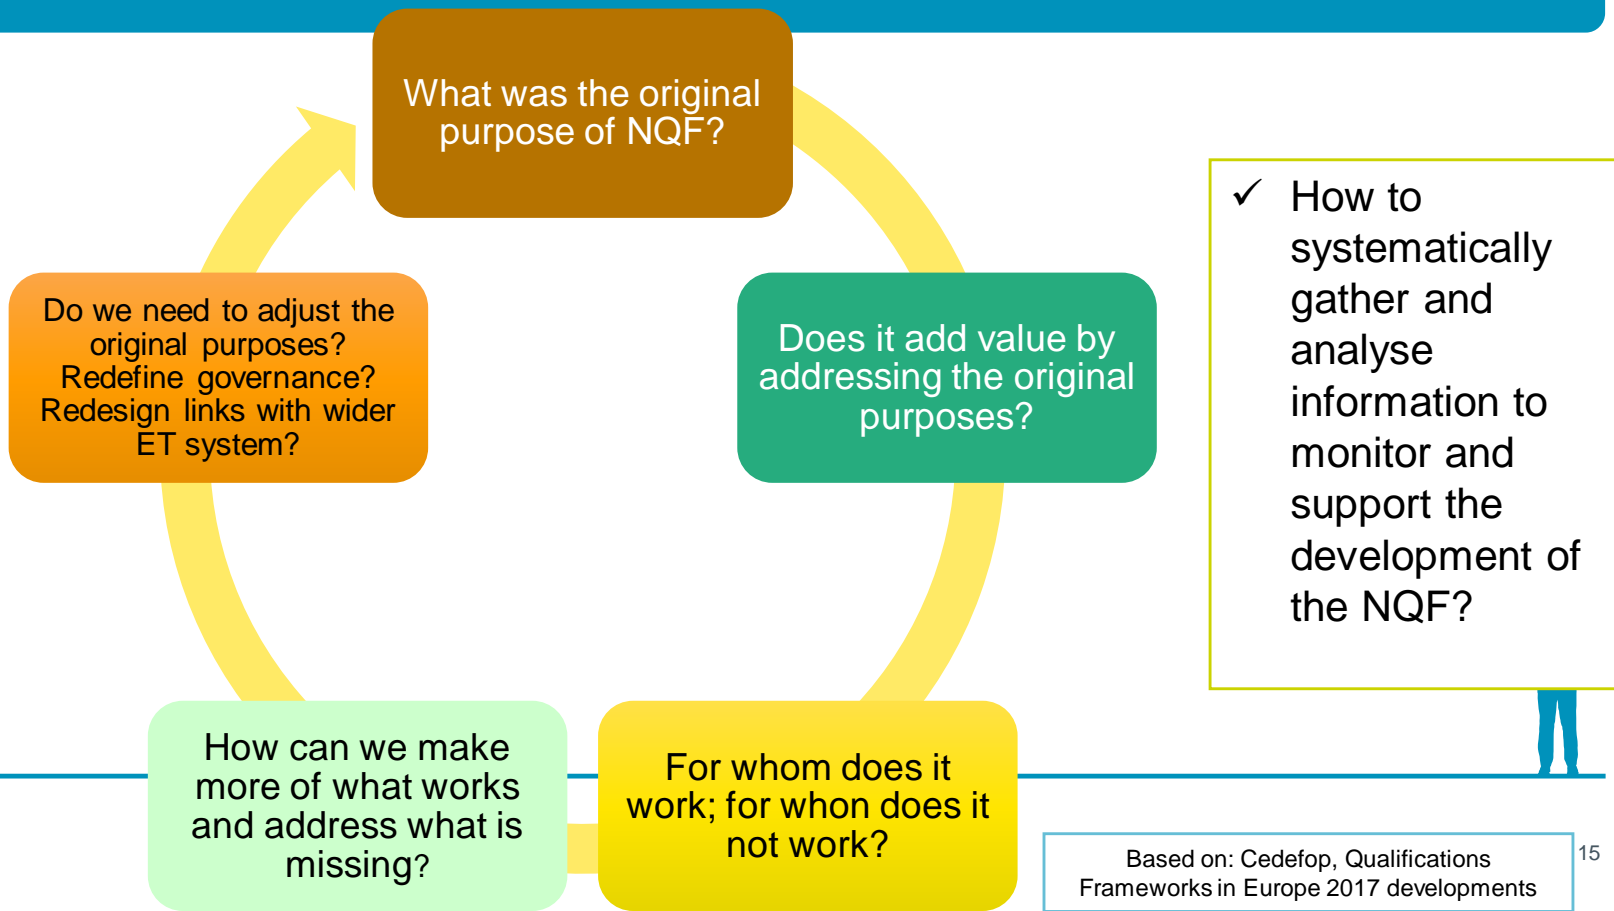 What was the original
purpose of NQF?
Does it add value by
addressing the original
purposes?
For whom does it
work; for whon does it
not work?
How can we make
more of what works
and address what is
missing?
Do we need to adjust the
original purposes?
Redefine governance?
Redesign links with wider
ET system?
✓ How to
systematically
gather and
analyse
information to
monitor and
support the
development of
the NQF?
Based on: Cedefop, Qualifications
Frameworks in Europe 2017 developments
15